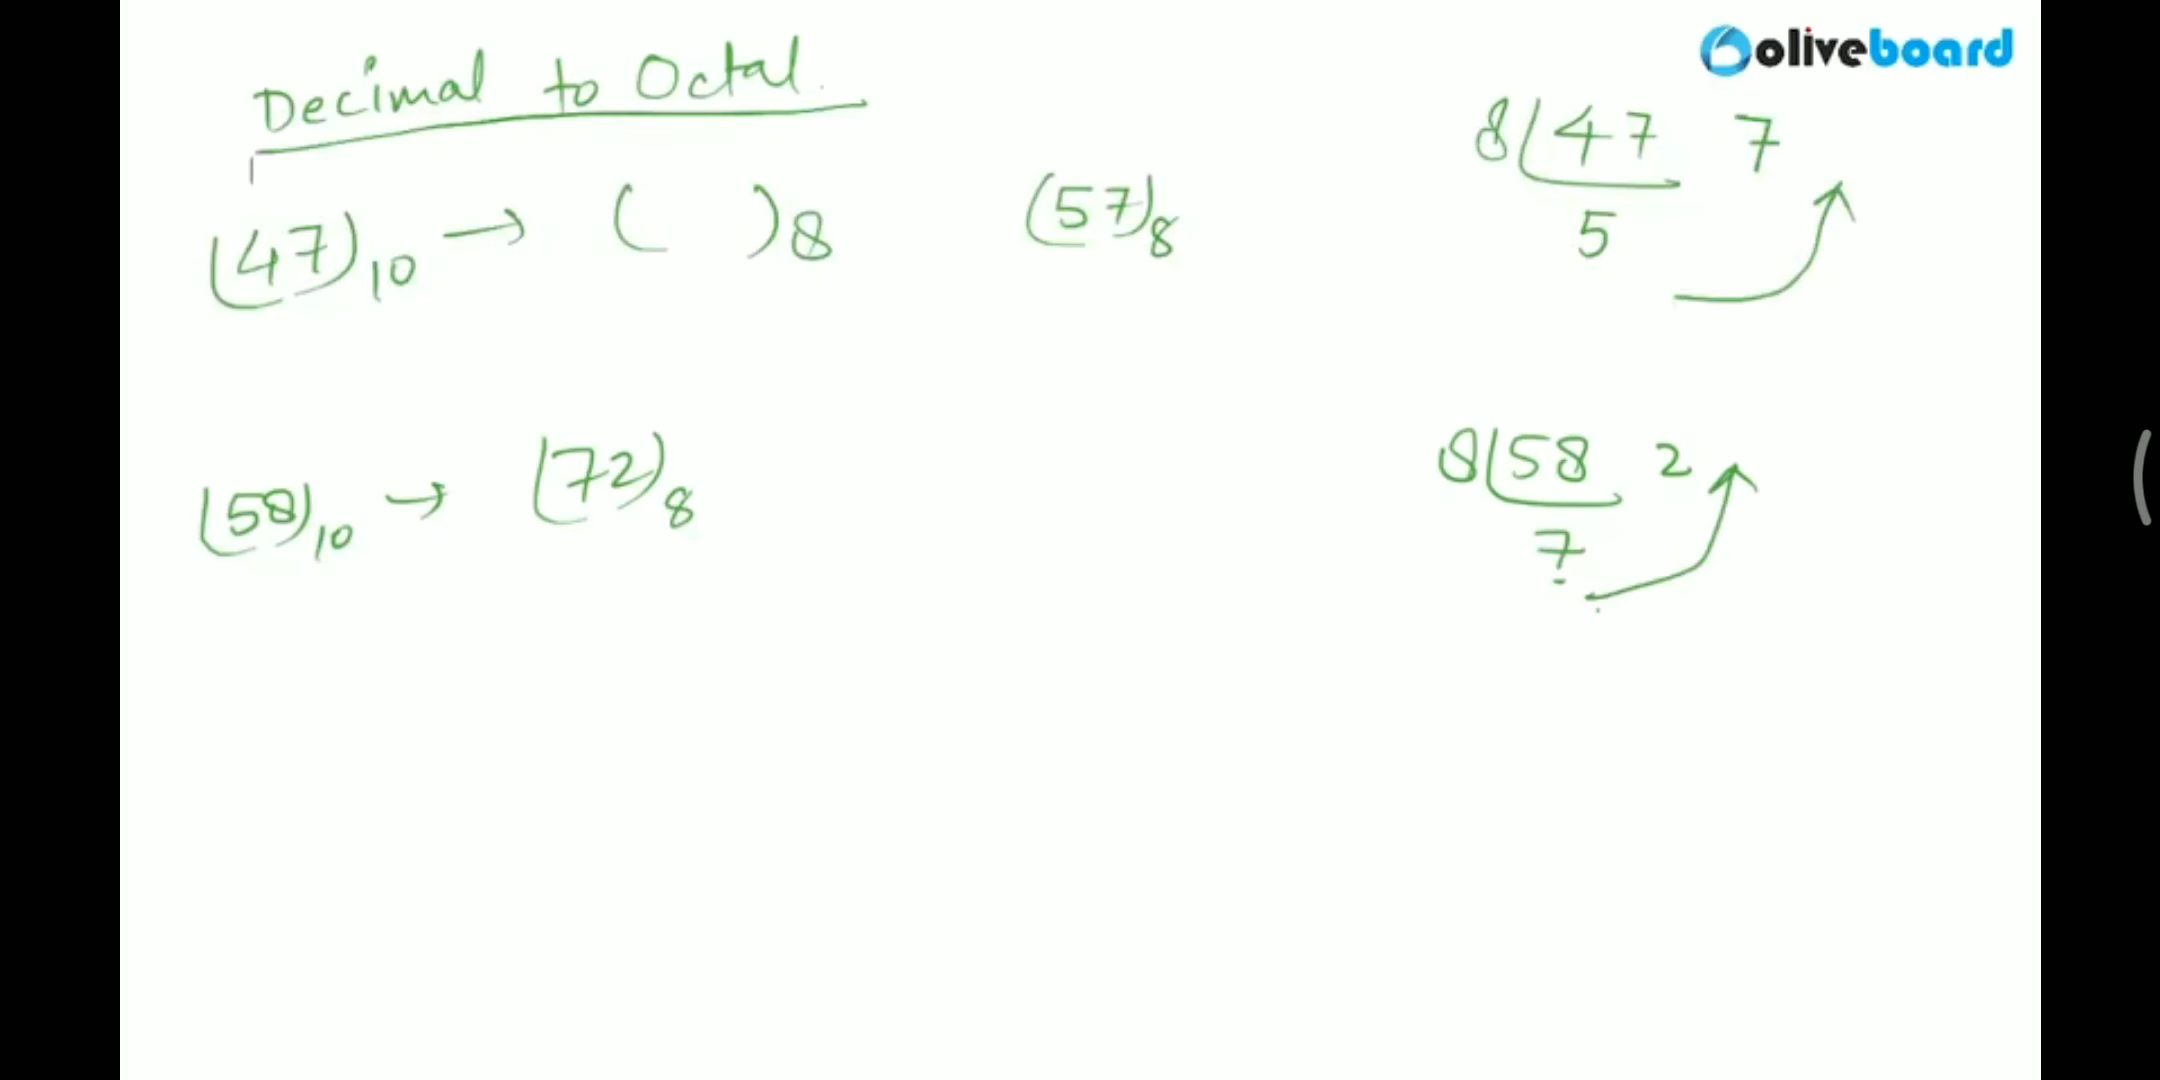 oliveboard
Decimal to Octal.
(47)10 → ( )8 (57)8
8 47 7
5
(58)10 → (72)8
8 58 2
7